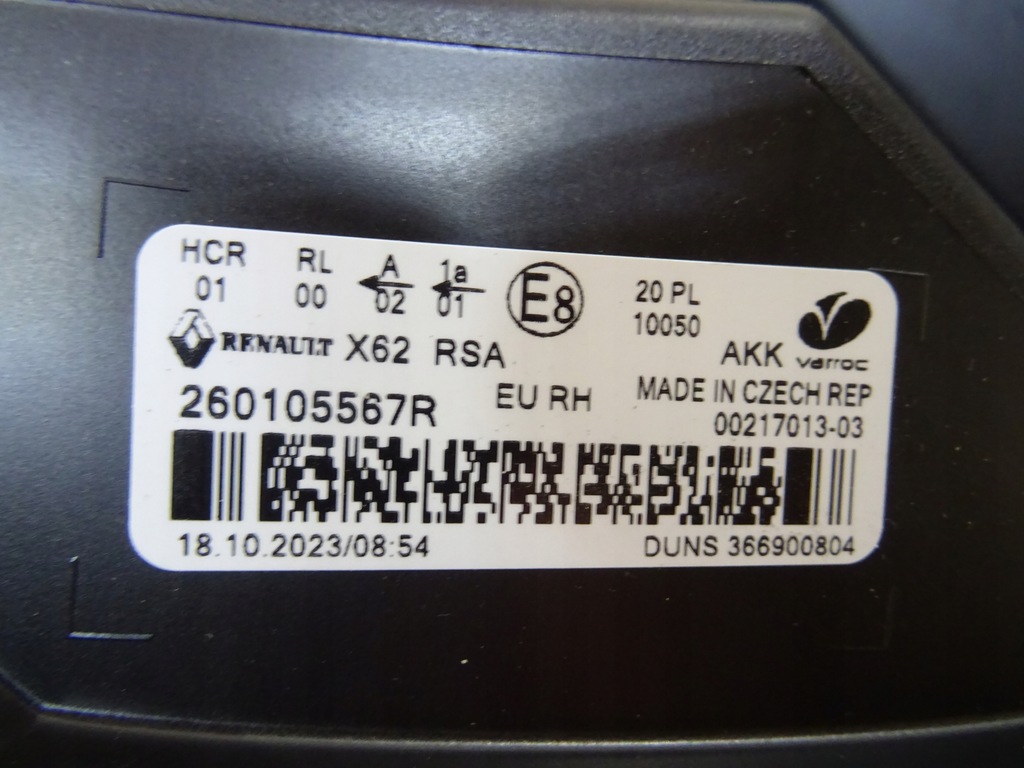 HCR RL A 1a E8 20 PL
01 00 02 01 10050
RENAULT X62 RSA AKK varroc
260105567R EU RH MADE IN CZECH REP
00217013-03
18.10.2023/08:54 DUNS 366900804